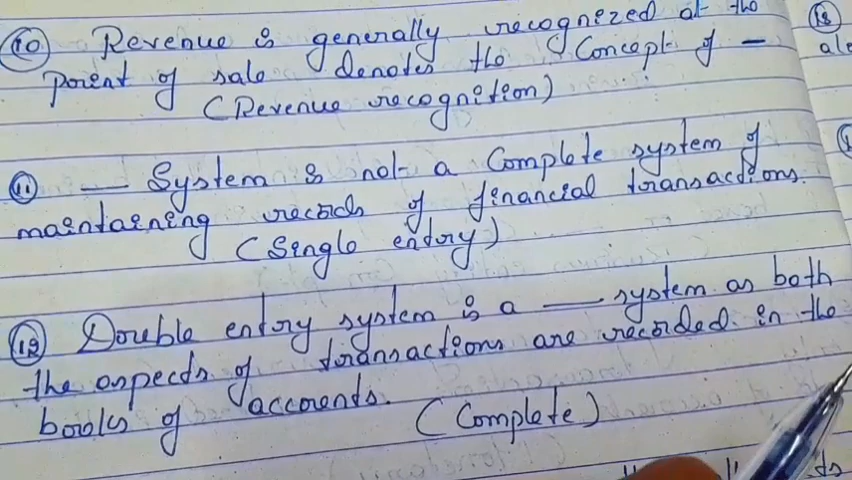 (10) Revenue is generally recognized at the
point of sale denotes the Concept of —
(Revenue recognition)
(11) — System is not a Complete system of
maintaining records of financial transactions.
(Single entry)
(12) Double entry system is a — system as both
the aspects of transactions are recorded in the
books of accounts.
(Complete)